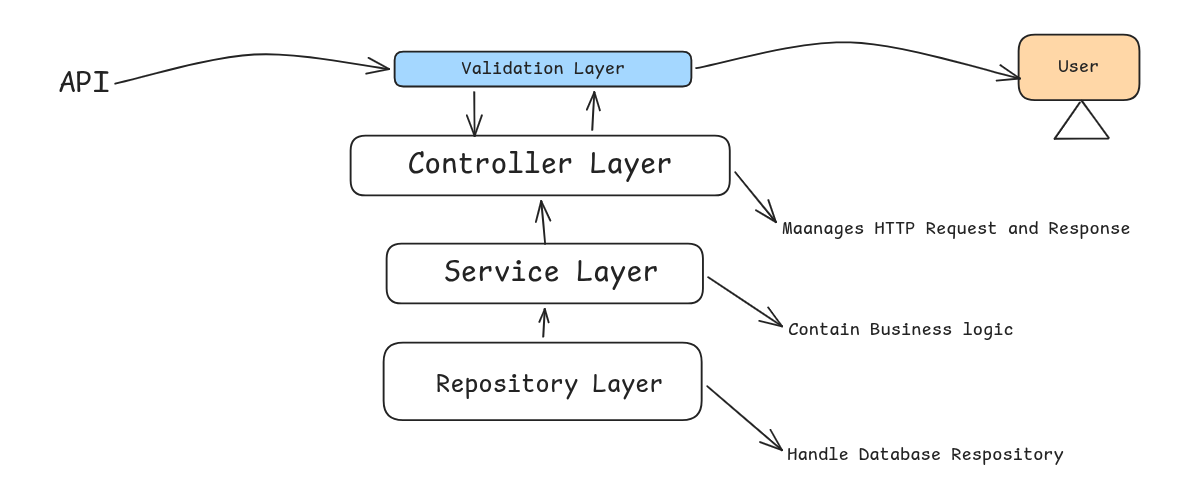 API
Validation Layer
User
Controller Layer
Maanages HTTP Request and Response
Service Layer
Contain Business logic
Repository Layer
Handle Database Respository